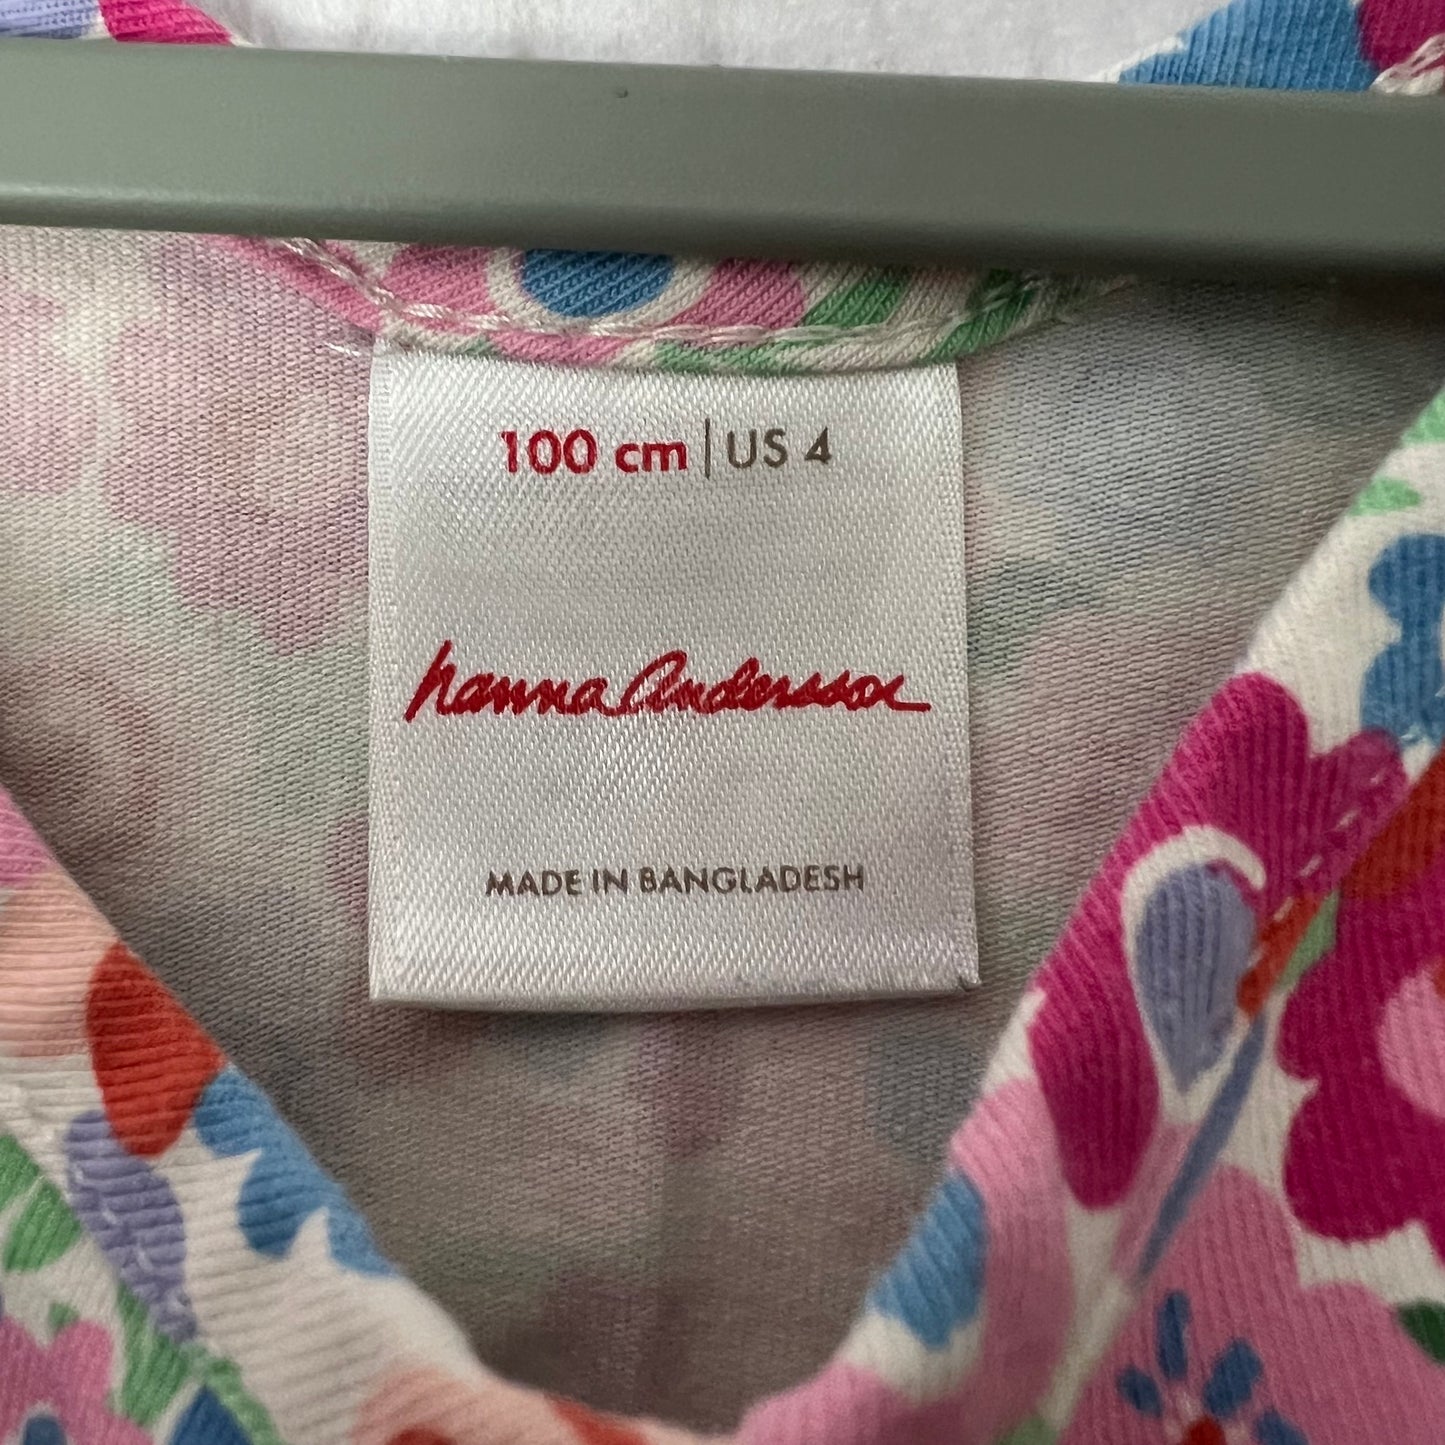 100 cm | US 4
hanna Andersson
MADE IN BANGLADESH